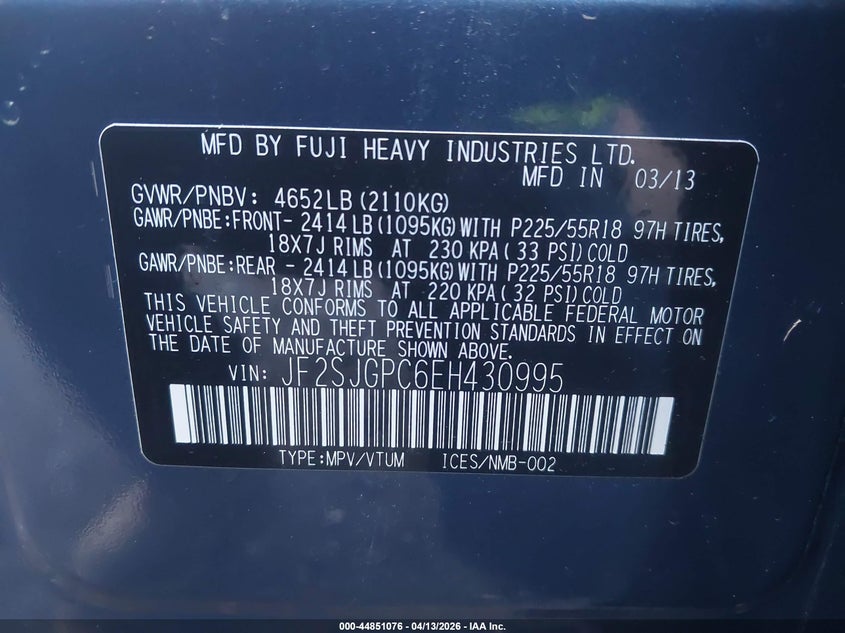 MFD BY FUJI HEAVY INDUSTRIES LTD.
MFD IN 03/13
GVWR/PNBV: 4652LB (2110KG)
GAWR/PNBE:FRONT- 2414 LB (1095KG) WITH P225/55R18 97H TIRES,
18X7J RIMS AT 230 KPA ( 33 PSI) COLD
GAWR/PNBE:REAR - 2414 LB (1095KG) WITH P225/55R18 97H TIRES,
18X7J RIMS AT 220 KPA ( 32 PSI) COLD
THIS VEHICLE CONFORMS TO ALL APPLICABLE FEDERAL MOTOR
VEHICLE SAFETY AND THEFT PREVENTION STANDARDS IN EFFECT ON
THE DATE OF MANUFACTURE SHOWN ABOVE.
VIN: JF2SJGPC6EH430995
TYPE:MPV/VTUM ICES/NMB-002
000-44851076 - 04/13/2026 - IAA Inc.